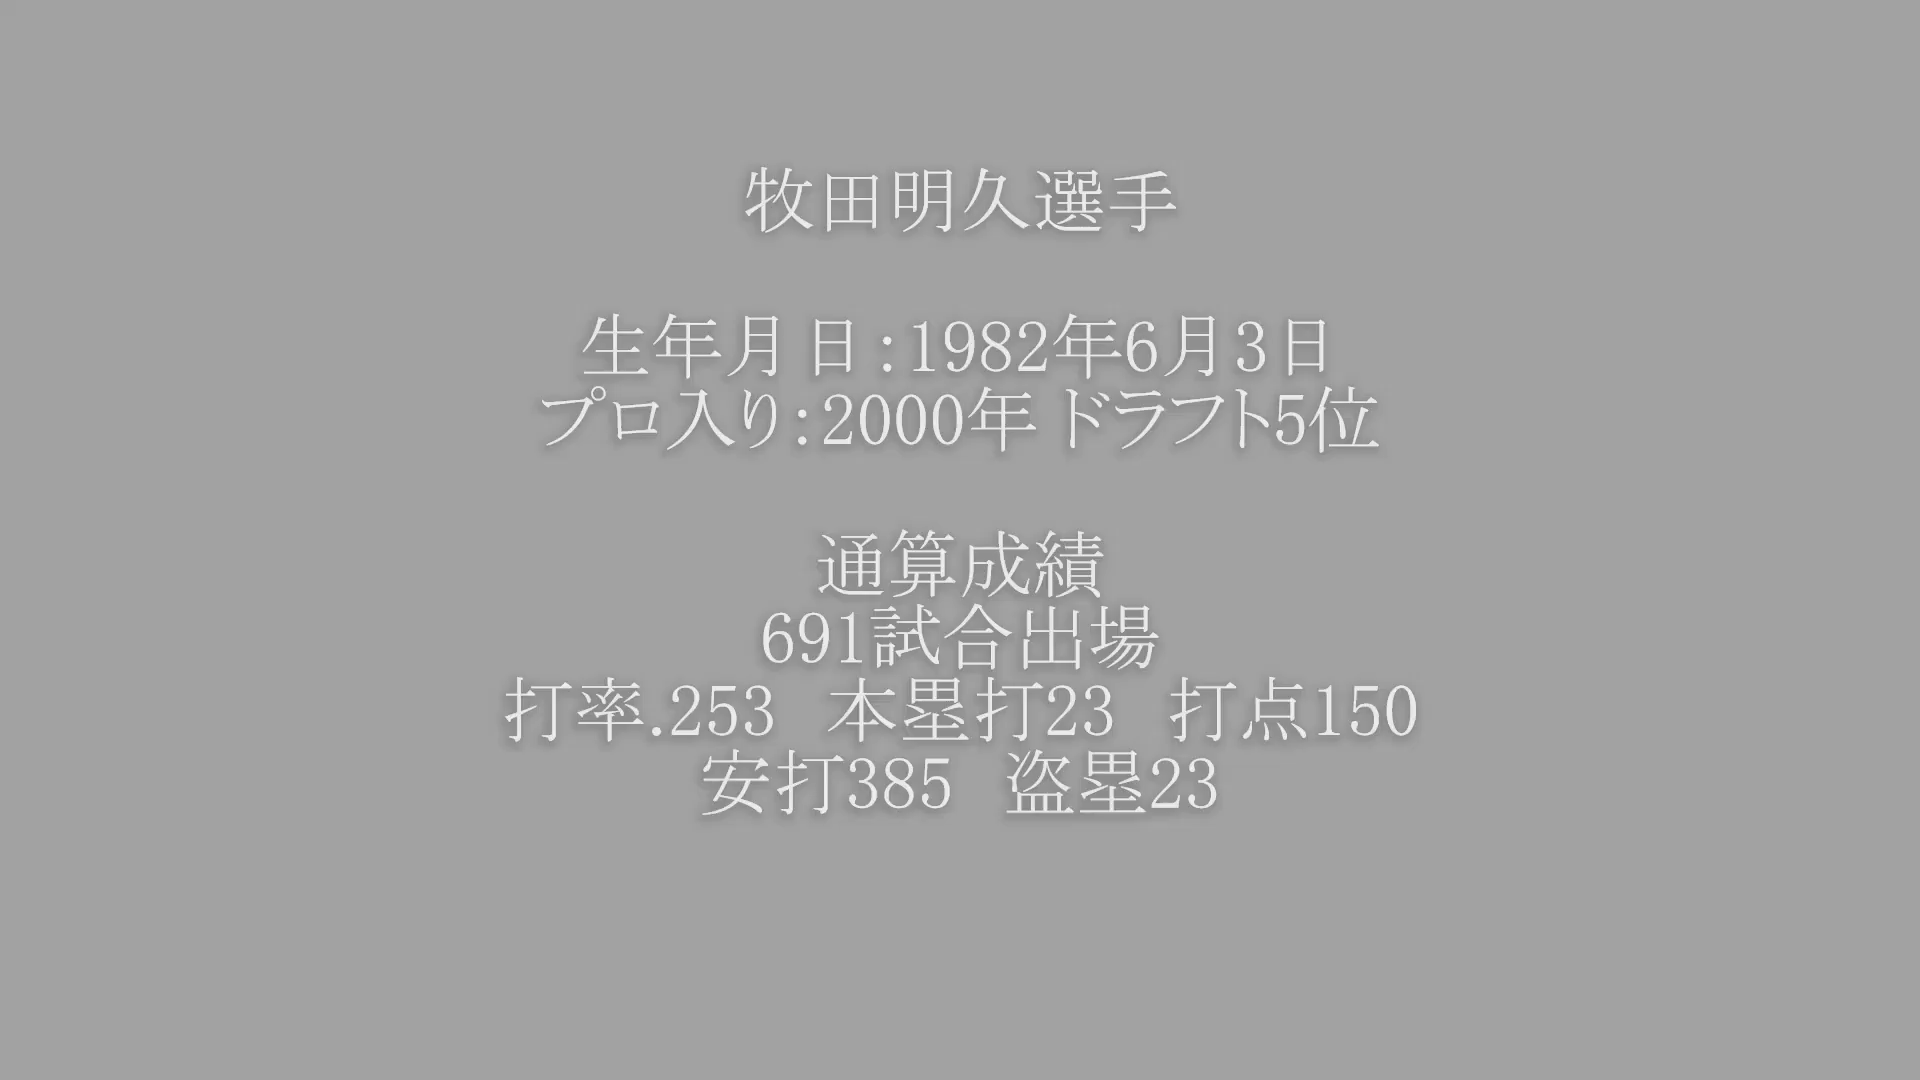 牧田明久選手
生年月日:1982年6月3日
プロ入り:2000年 ドラフト5位
通算成績
691試合出場
打率.253　本塁打23　打点150
安打385　盗塁23